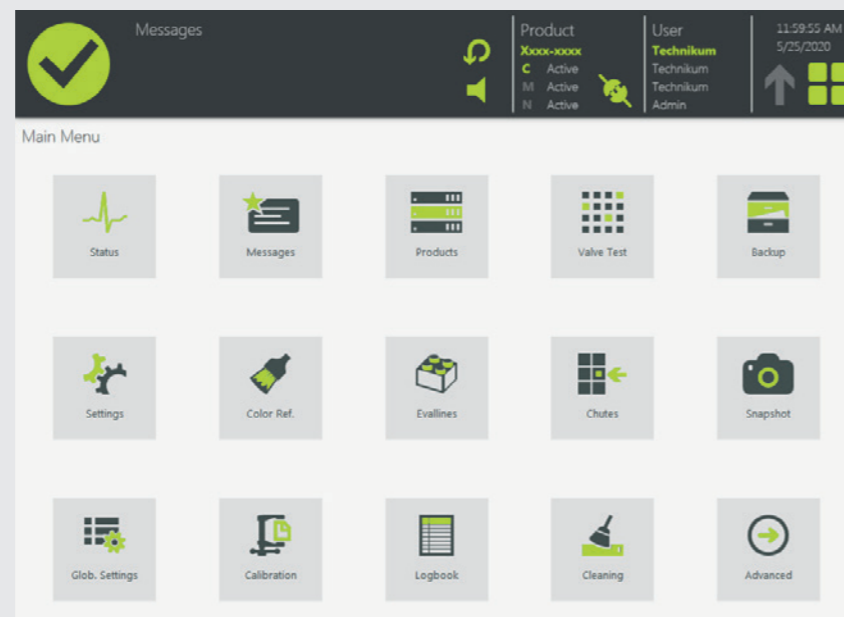 Messages
Product
Xxxx-xxxx
C Active
M Active
N Active
User
Technikum
Technikum
Technikum
Admin
11:59:55 AM
5/25/2020
Main Menu
Status
Messages
Products
Valve Test
Backup
Settings
Color Ref.
Evallines
Chutes
Snapshot
Glob. Settings
Calibration
Logbook
Cleaning
Advanced